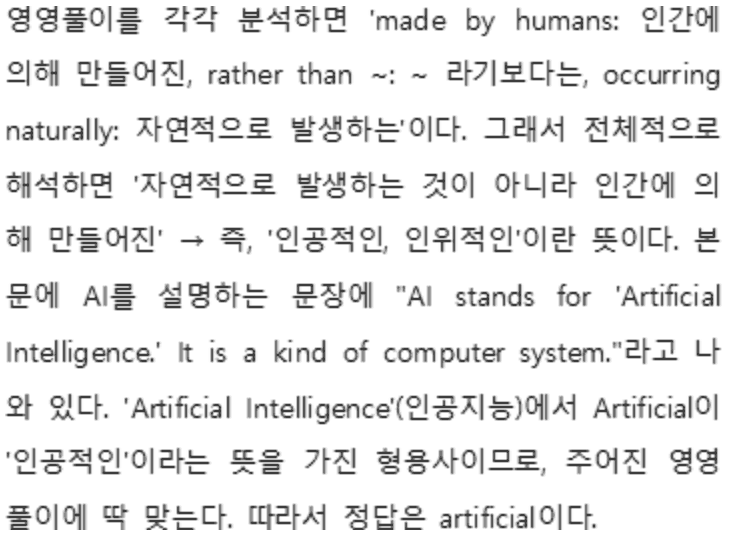 영영풀이를 각각 분석하면 'made by humans: 인간에
의해 만들어진, rather than ~: ~ 라기보다는, occurring
naturally: 자연적으로 발생하는'이다. 그래서 전체적으로
해석하면 '자연적으로 발생하는 것이 아니라 인간에 의
해 만들어진' → 즉, '인공적인, 인위적인'이란 뜻이다. 본
문에 AI를 설명하는 문장에 "AI stands for 'Artificial
Intelligence.' It is a kind of computer system."라고 나
와 있다. 'Artificial Intelligence'(인공지능)에서 Artificial이
'인공적인'이라는 뜻을 가진 형용사이므로, 주어진 영영
풀이에 딱 맞는다. 따라서 정답은 artificial이다.